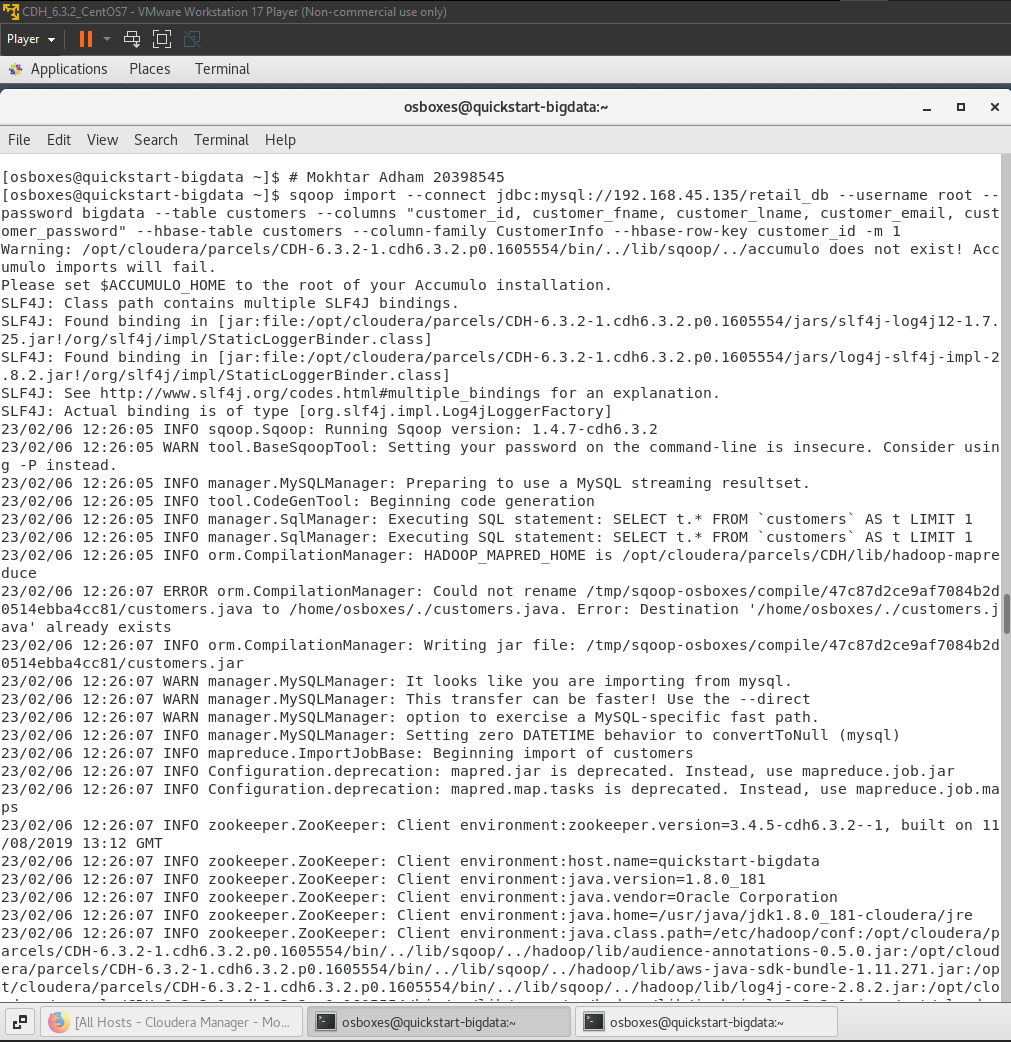 CDH_6.3.2_CentOS7 - VMware Workstation 17 Player (Non-commercial use only)
Player
Applications Places Terminal
osboxes@quickstart-bigdata:~
File Edit View Search Terminal Help
[osboxes@quickstart-bigdata ~]$ # Mokhtar Adham 20398545
[osboxes@quickstart-bigdata ~]$ sqoop import --connect jdbc:mysql://192.168.45.135/retail_db --username root --
password bigdata --table customers --columns "customer_id, customer_fname, customer_lname, customer_email, cust
omer_password" --hbase-table customers --column-family CustomerInfo --hbase-row-key customer_id -m 1
Warning: /opt/cloudera/parcels/CDH-6.3.2-1.cdh6.3.2.p0.1605554/bin/../lib/sqoop/../accumulo does not exist! Acc
umulo imports will fail.
Please set $ACCUMULO_HOME to the root of your Accumulo installation.
SLF4J: Class path contains multiple SLF4J bindings.
SLF4J: Found binding in [jar:file:/opt/cloudera/parcels/CDH-6.3.2-1.cdh6.3.2.p0.1605554/jars/slf4j-log4j12-1.7.
25.jar!/org/slf4j/impl/StaticLoggerBinder.class]
SLF4J: Found binding in [jar:file:/opt/cloudera/parcels/CDH-6.3.2-1.cdh6.3.2.p0.1605554/jars/log4j-slf4j-impl-2
.8.2.jar!/org/slf4j/impl/StaticLoggerBinder.class]
SLF4J: See http://www.slf4j.org/codes.html#multiple_bindings for an explanation.
SLF4J: Actual binding is of type [org.slf4j.impl.Log4jLoggerFactory]
23/02/06 12:26:05 INFO sqoop.Sqoop: Running Sqoop version: 1.4.7-cdh6.3.2
23/02/06 12:26:05 WARN tool.BaseSqoopTool: Setting your password on the command-line is insecure. Consider usin
g -P instead.
23/02/06 12:26:05 INFO manager.MySQLManager: Preparing to use a MySQL streaming resultset.
23/02/06 12:26:05 INFO tool.CodeGenTool: Beginning code generation
23/02/06 12:26:05 INFO manager.SqlManager: Executing SQL statement: SELECT t.* FROM `customers` AS t LIMIT 1
23/02/06 12:26:05 INFO manager.SqlManager: Executing SQL statement: SELECT t.* FROM `customers` AS t LIMIT 1
23/02/06 12:26:05 INFO orm.CompilationManager: HADOOP_MAPRED_HOME is /opt/cloudera/parcels/CDH/lib/hadoop-mapre
duce
23/02/06 12:26:07 ERROR orm.CompilationManager: Could not rename /tmp/sqoop-osboxes/compile/47c87d2ce9af7084b2d
0514ebba4cc81/customers.java to /home/osboxes/./customers.java. Error: Destination '/home/osboxes/./customers.j
ava' already exists
23/02/06 12:26:07 INFO orm.CompilationManager: Writing jar file: /tmp/sqoop-osboxes/compile/47c87d2ce9af7084b2d
0514ebba4cc81/customers.jar
23/02/06 12:26:07 WARN manager.MySQLManager: It looks like you are importing from mysql.
23/02/06 12:26:07 WARN manager.MySQLManager: This transfer can be faster! Use the --direct
23/02/06 12:26:07 WARN manager.MySQLManager: option to exercise a MySQL-specific fast path.
23/02/06 12:26:07 INFO manager.MySQLManager: Setting zero DATETIME behavior to convertToNull (mysql)
23/02/06 12:26:07 INFO mapreduce.ImportJobBase: Beginning import of customers
23/02/06 12:26:07 INFO Configuration.deprecation: mapred.jar is deprecated. Instead, use mapreduce.job.jar
23/02/06 12:26:07 INFO Configuration.deprecation: mapred.map.tasks is deprecated. Instead, use mapreduce.job.ma
ps
23/02/06 12:26:07 INFO zookeeper.ZooKeeper: Client environment:zookeeper.version=3.4.5-cdh6.3.2--1, built on 11
/08/2019 13:12 GMT
23/02/06 12:26:07 INFO zookeeper.ZooKeeper: Client environment:host.name=quickstart-bigdata
23/02/06 12:26:07 INFO zookeeper.ZooKeeper: Client environment:java.version=1.8.0_181
23/02/06 12:26:07 INFO zookeeper.ZooKeeper: Client environment:java.vendor=Oracle Corporation
23/02/06 12:26:07 INFO zookeeper.ZooKeeper: Client environment:java.home=/usr/java/jdk1.8.0_181-cloudera/jre
23/02/06 12:26:07 INFO zookeeper.ZooKeeper: Client environment:java.class.path=/etc/hadoop/conf:/opt/cloudera/p
arcels/CDH-6.3.2-1.cdh6.3.2.p0.1605554/bin/../lib/sqoop/../hadoop/lib/audience-annotations-0.5.0.jar:/opt/cloud
era/parcels/CDH-6.3.2-1.cdh6.3.2.p0.1605554/bin/../lib/sqoop/../hadoop/lib/aws-java-sdk-bundle-1.11.271.jar:/op
t/cloudera/parcels/CDH-6.3.2-1.cdh6.3.2.p0.1605554/bin/../lib/sqoop/../hadoop/lib/log4j-core-2.8.2.jar:/opt/clo
[All Hosts - Cloudera Manager - Mo... osboxes@quickstart-bigdata:~ osboxes@quickstart-bigdata:~